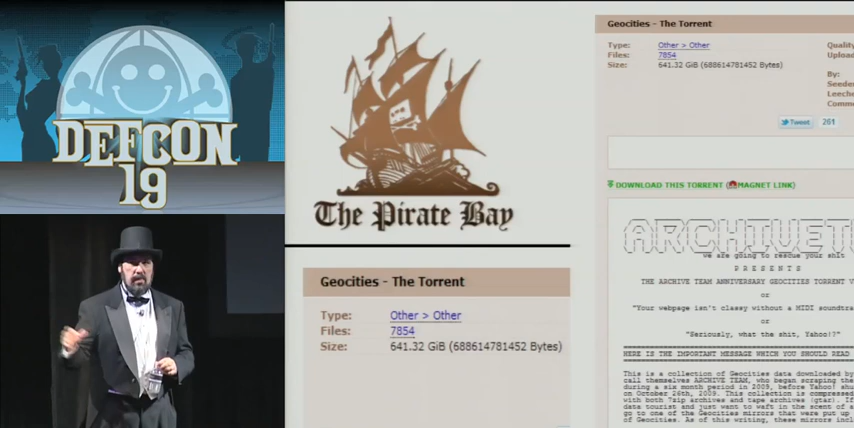 DEFCON
19
The Pirate Bay
Geocities - The Torrent
Type: Other > Other
Files: 7854
Size: 641.32 GiB (688614781452 Bytes)
Geocities - The Torrent
Type: Other > Other
Files: 7854
Size: 641.32 GiB (688614781452 Bytes)
Quality
By:
Tweet 261
DOWNLOAD THIS TORRENT (MAGNET LINK)
ARCHIVETE
we are going to rescue your shit
P R E S E N T S
THE ARCHIVE TEAM ANNIVERSARY GEOCITIES TORRENT V
or
"Your webpage isn't classy without a MIDI soundtra
or
"Seriously, what the shit, Yahoo!?"
HERE IS THE IMPORTANT MESSAGE WHICH YOU SHOULD READ
This is a collection of Geocities data downloaded by
call themselves ARCHIVE TEAM, who began scraping the
during a six month period in 2009, before Yahoo! shu
on October 26th, 2009. This collection is compressed
with both 7zip archives and tape archives (gtar). If
data tourist and just want to waft in the scent of s
go to one of the Geocities mirrors that were put up
of Geocities. As of this writing, these mirrors incl